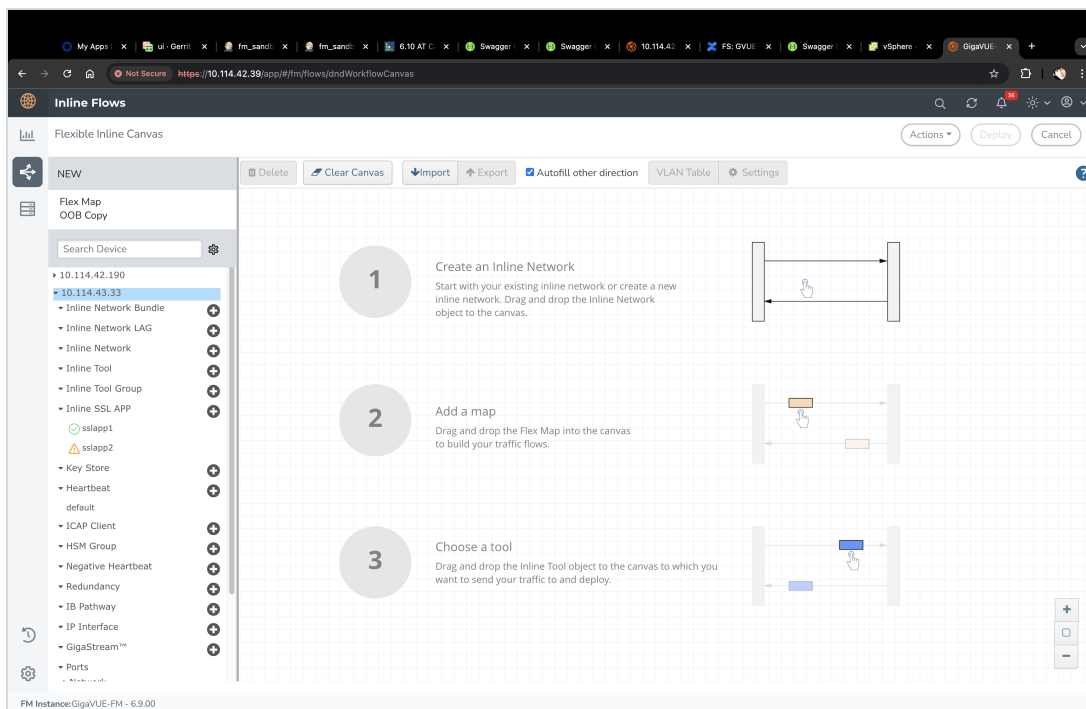 My Apps
ui · Gerrit
fm_sandb
fm_sandb
6.10 AT C
Swagger
Swagger
10.114.42
FS: GVUE
Swagger
vSphere -
GigaVUE-
Not Secure https://10.114.42.39/app/#/fm/flows/dndWorkflowCanvas
Inline Flows
36
Flexible Inline Canvas
Actions
Deploy
Cancel
NEW
Delete
Clear Canvas
Import
Export
Autofill other direction
VLAN Table
Settings
?
Flex Map
OOB Copy
Search Device
10.114.42.190
10.114.43.33
Inline Network Bundle
Inline Network LAG
Inline Network
Inline Tool
Inline Tool Group
Inline SSL APP
sslapp1
sslapp2
Key Store
Heartbeat
default
ICAP Client
HSM Group
Negative Heartbeat
Redundancy
IB Pathway
IP Interface
GigaStream™
Ports
Network
1
Create an Inline Network
Start with your existing inline network or create a new
inline network. Drag and drop the Inline Network
object to the canvas.
2
Add a map
Drag and drop the Flex Map into the canvas
to build your traffic flows.
3
Choose a tool
Drag and drop the Inline Tool object to the canvas to which you
want to send your traffic to and deploy.
FM Instance:GigaVUE-FM - 6.9.00